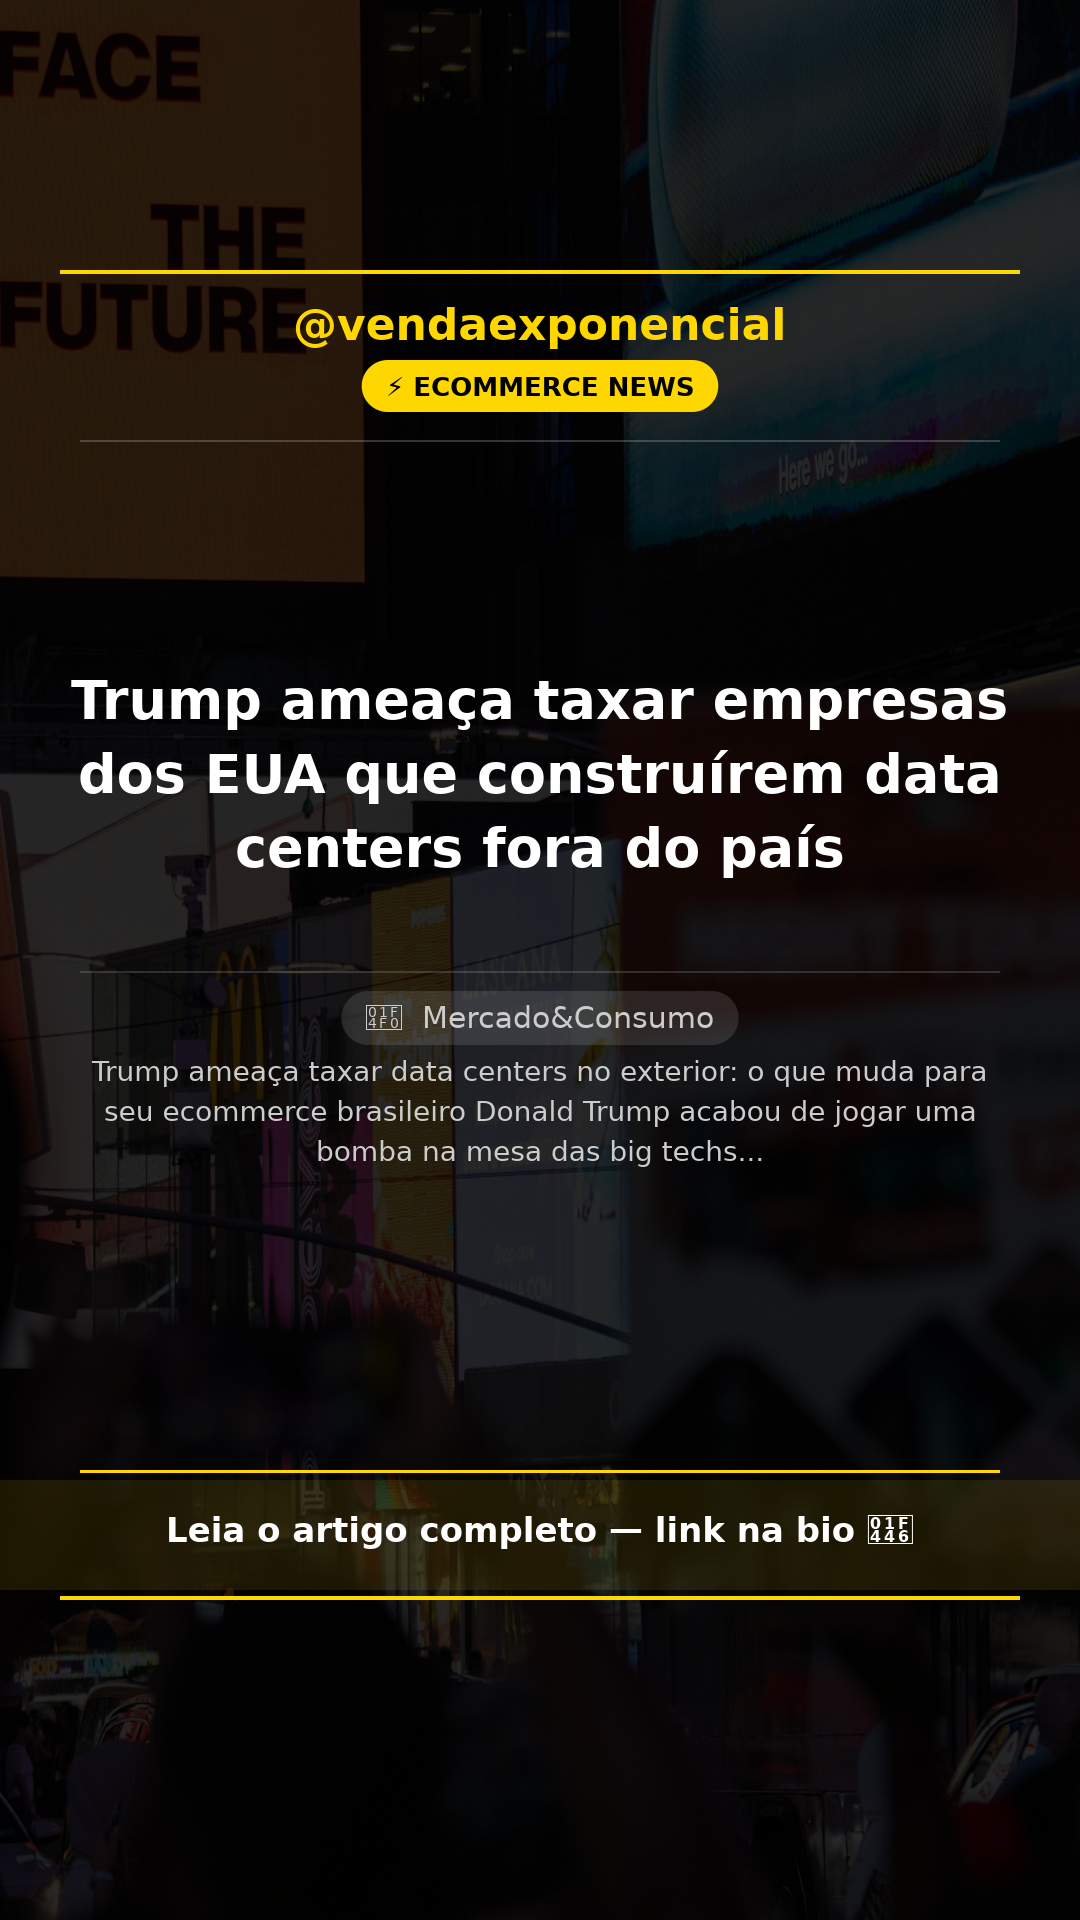 FACE
THE
FUTURE
@vendaexponencial
⚡ ECOMMERCE NEWS
Here we go...
Trump ameaça taxar empresas
dos EUA que construírem data
centers fora do país
LASCANA
Mercado&Consumo
Trump ameaça taxar data centers no exterior: o que muda para
seu ecommerce brasileiro Donald Trump acabou de jogar uma
bomba na mesa das big techs...
Leia o artigo completo — link na bio